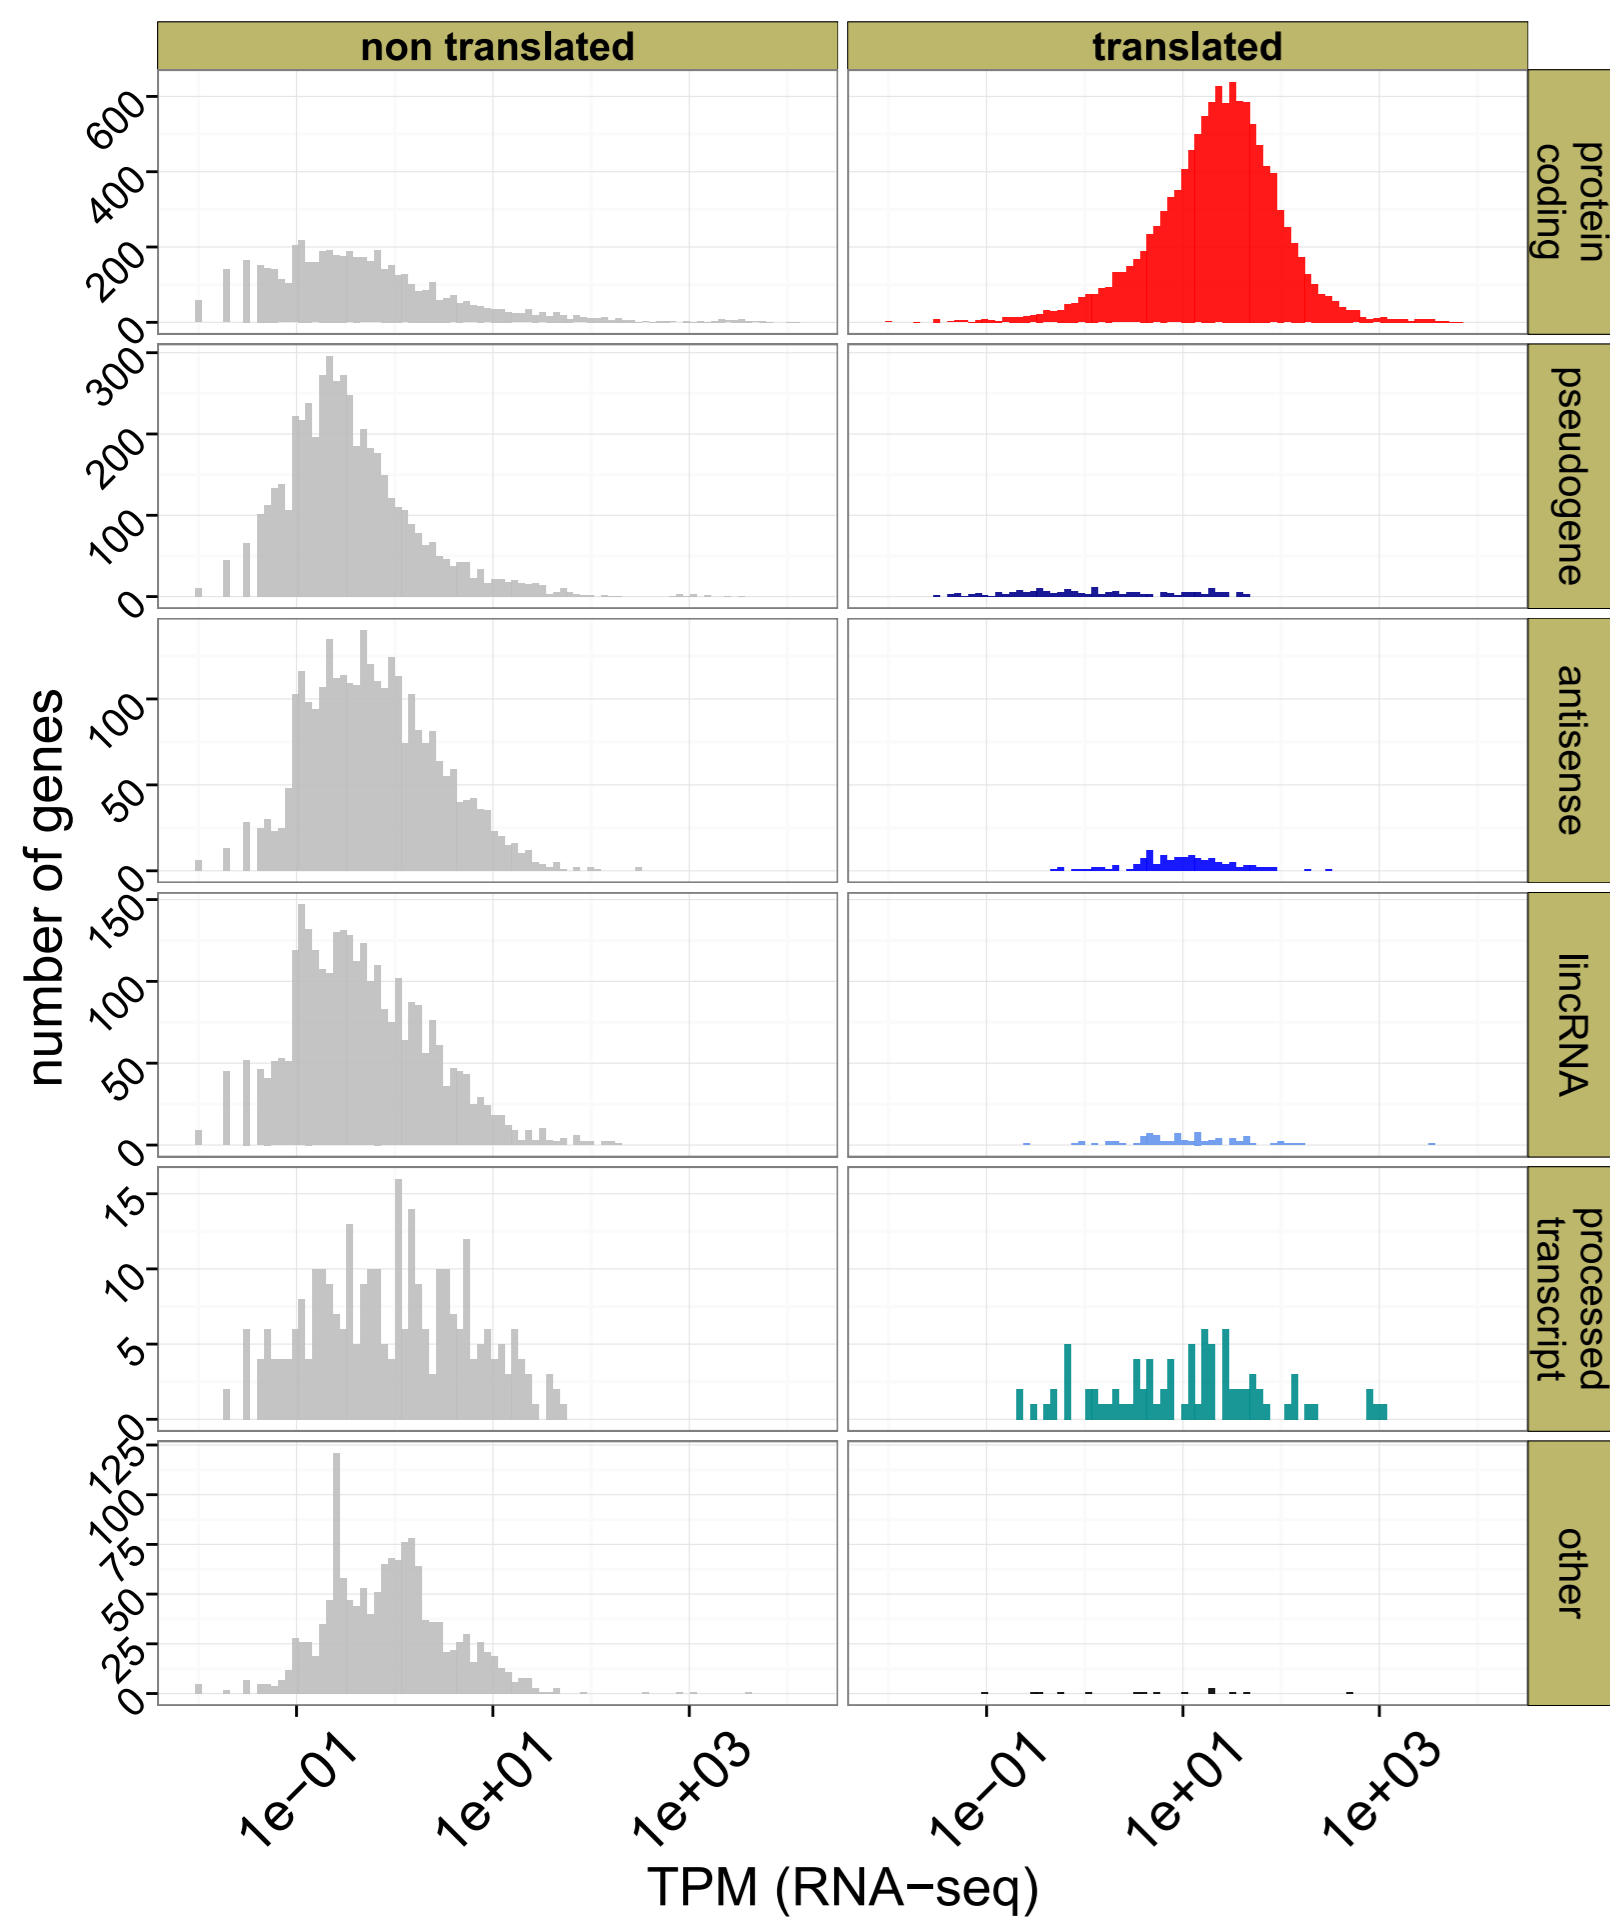 non translated
translated
600
400
200
0
protein
coding
300
200
100
0
pseudogene
100
50
0
antisense
150
100
50
0
lincRNA
15
10
5
0
processed
transcript
125
100
75
50
25
0
other
number of genes
1e−01
1e+01
1e+03
1e−01
1e+01
1e+03
TPM (RNA−seq)